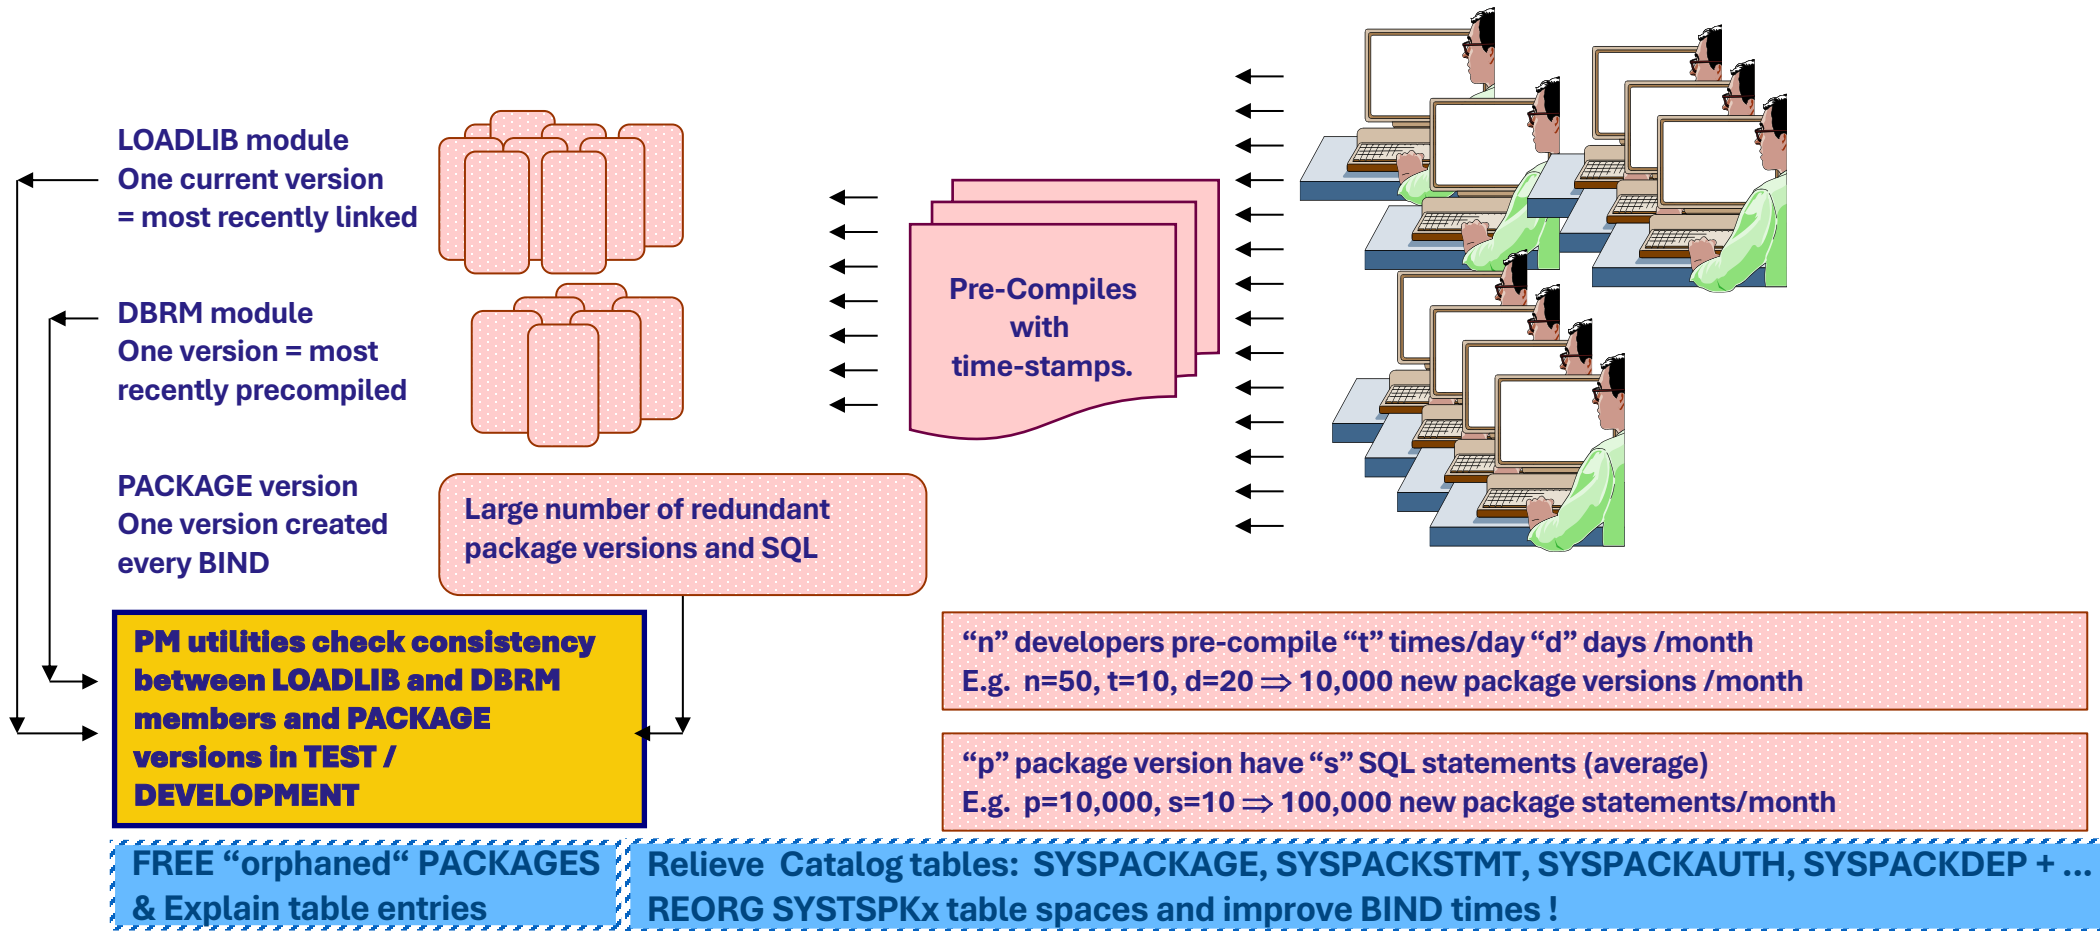 LOADLIB module
One current version
= most recently linked
DBRM module
One version = most
recently precompiled
PACKAGE version
One version created
every BIND
Large number of redundant
package versions and SQL
Pre-Compiles
with
time-stamps.
PM utilities check consistency
between LOADLIB and DBRM
members and PACKAGE
versions in TEST /
DEVELOPMENT
“n” developers pre-compile “t” times/day “d” days /month
E.g. n=50, t=10, d=20 ⇒ 10,000 new package versions /month
“p” package version have “s” SQL statements (average)
E.g. p=10,000, s=10 ⇒ 100,000 new package statements/month
FREE “orphaned“ PACKAGES
& Explain table entries
Relieve Catalog tables: SYSPACKAGE, SYSPACKSTMT, SYSPACKAUTH, SYSPACKDEP + ...
REORG SYSTSPKx table spaces and improve BIND times !